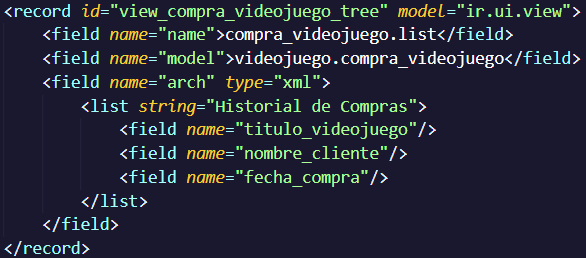 <record id="view_compra_videojuego_tree" model="ir.ui.view">
<field name="name">compra_videojuego.list</field>
<field name="model">videojuego.compra_videojuego</field>
<field name="arch" type="xml">
<list string="Historial de Compras">
<field name="titulo_videojuego"/>
<field name="nombre_cliente"/>
<field name="fecha_compra"/>
</list>
</field>
</record>